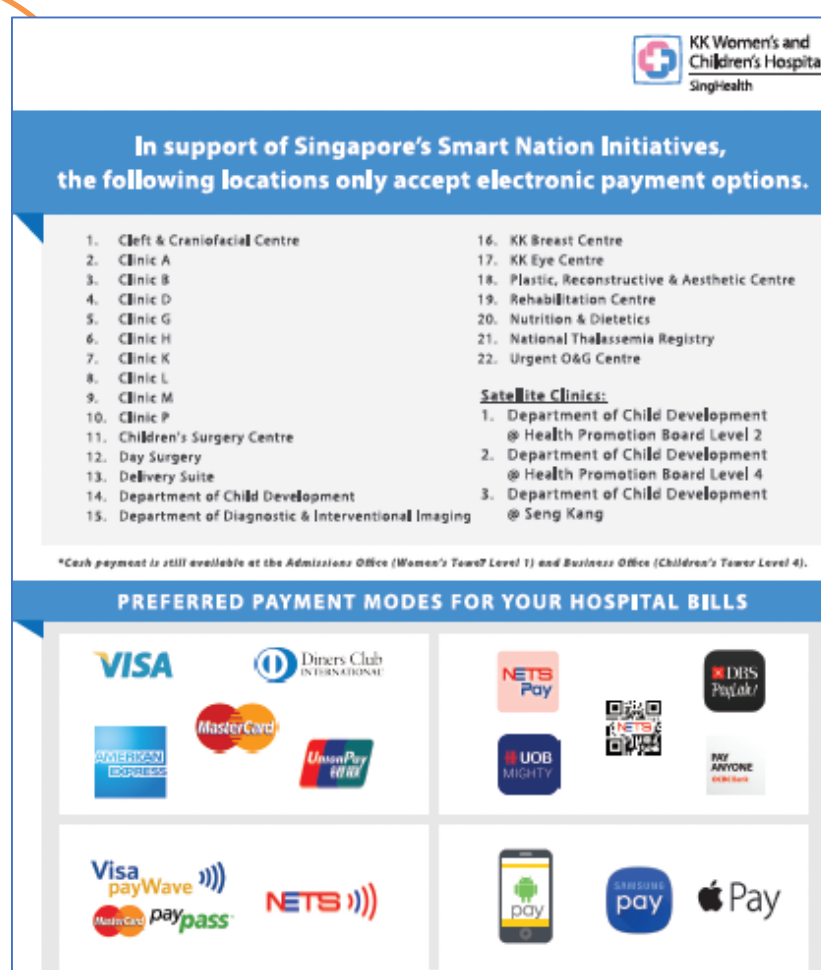 KK Women's and
Children's Hospita
SingHealth
In support of Singapore's Smart Nation Initiatives,
the following locations only accept electronic payment options.
1. Cleft & Craniofacial Centre
2. Clinic A
3. Clinic B
4. Clinic D
5. Clinic G
6. Clinic H
7. Clinic K
8. Clinic L
9. Clinic M
10. Clinic P
11. Children's Surgery Centre
12. Day Surgery
13. Delivery Suite
14. Department of Child Development
15. Department of Diagnostic & Interventional Imaging
16. KK Breast Centre
17. KK Eye Centre
18. Plastic, Reconstructive & Aesthetic Centre
19. Rehabilitation Centre
20. Nutrition & Dietetics
21. National Thalassemia Registry
22. Urgent O&G Centre
Satellite Clinics:
1. Department of Child Development
@ Health Promotion Board Level 2
2. Department of Child Development
@ Health Promotion Board Level 4
3. Department of Child Development
@ Seng Kang
*Cash payment is still available at the Admissions Office (Women's Tower Level 1) and Business Office (Children's Tower Level 4).
PREFERRED PAYMENT MODES FOR YOUR HOSPITAL BILLS
VISA
Diners Club
INTERNATIONAL
MasterCard
AMERICAN
EXPRESS
UnionPay
银联
NETS
Pay
DBS
PayLah!
NETS
UOB
MIGHTY
PAY
ANYONE
OCBC Bank
Visa
payWave
MasterCard paypass
NETS
pay
SAMSUNG
pay
Pay